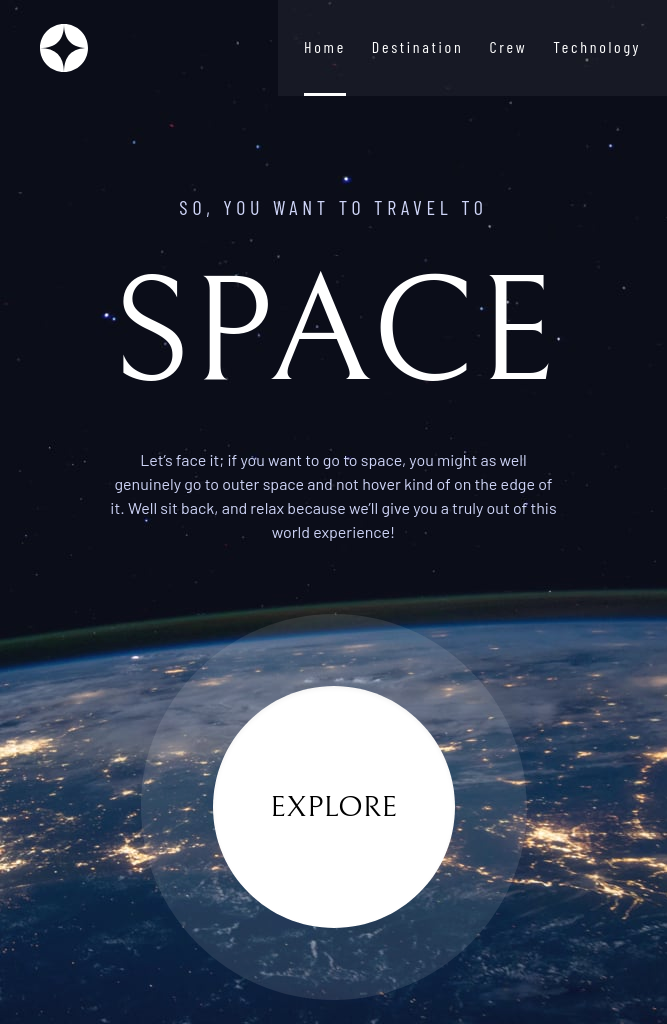 Home Destination Crew Technology
SO, YOU WANT TO TRAVEL TO
SPACE
Let’s face it; if you want to go to space, you might as well
genuinely go to outer space and not hover kind of on the edge of
it. Well sit back, and relax because we’ll give you a truly out of this
world experience!
EXPLORE